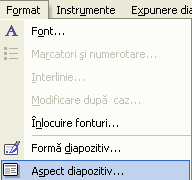 Format Instrumente Expunere dia
Font...
Marcatori și numerotare...
Interlinie...
Modificare după caz...
Înlocuire fonturi...
Formă diapozitiv...
Aspect diapozitiv...